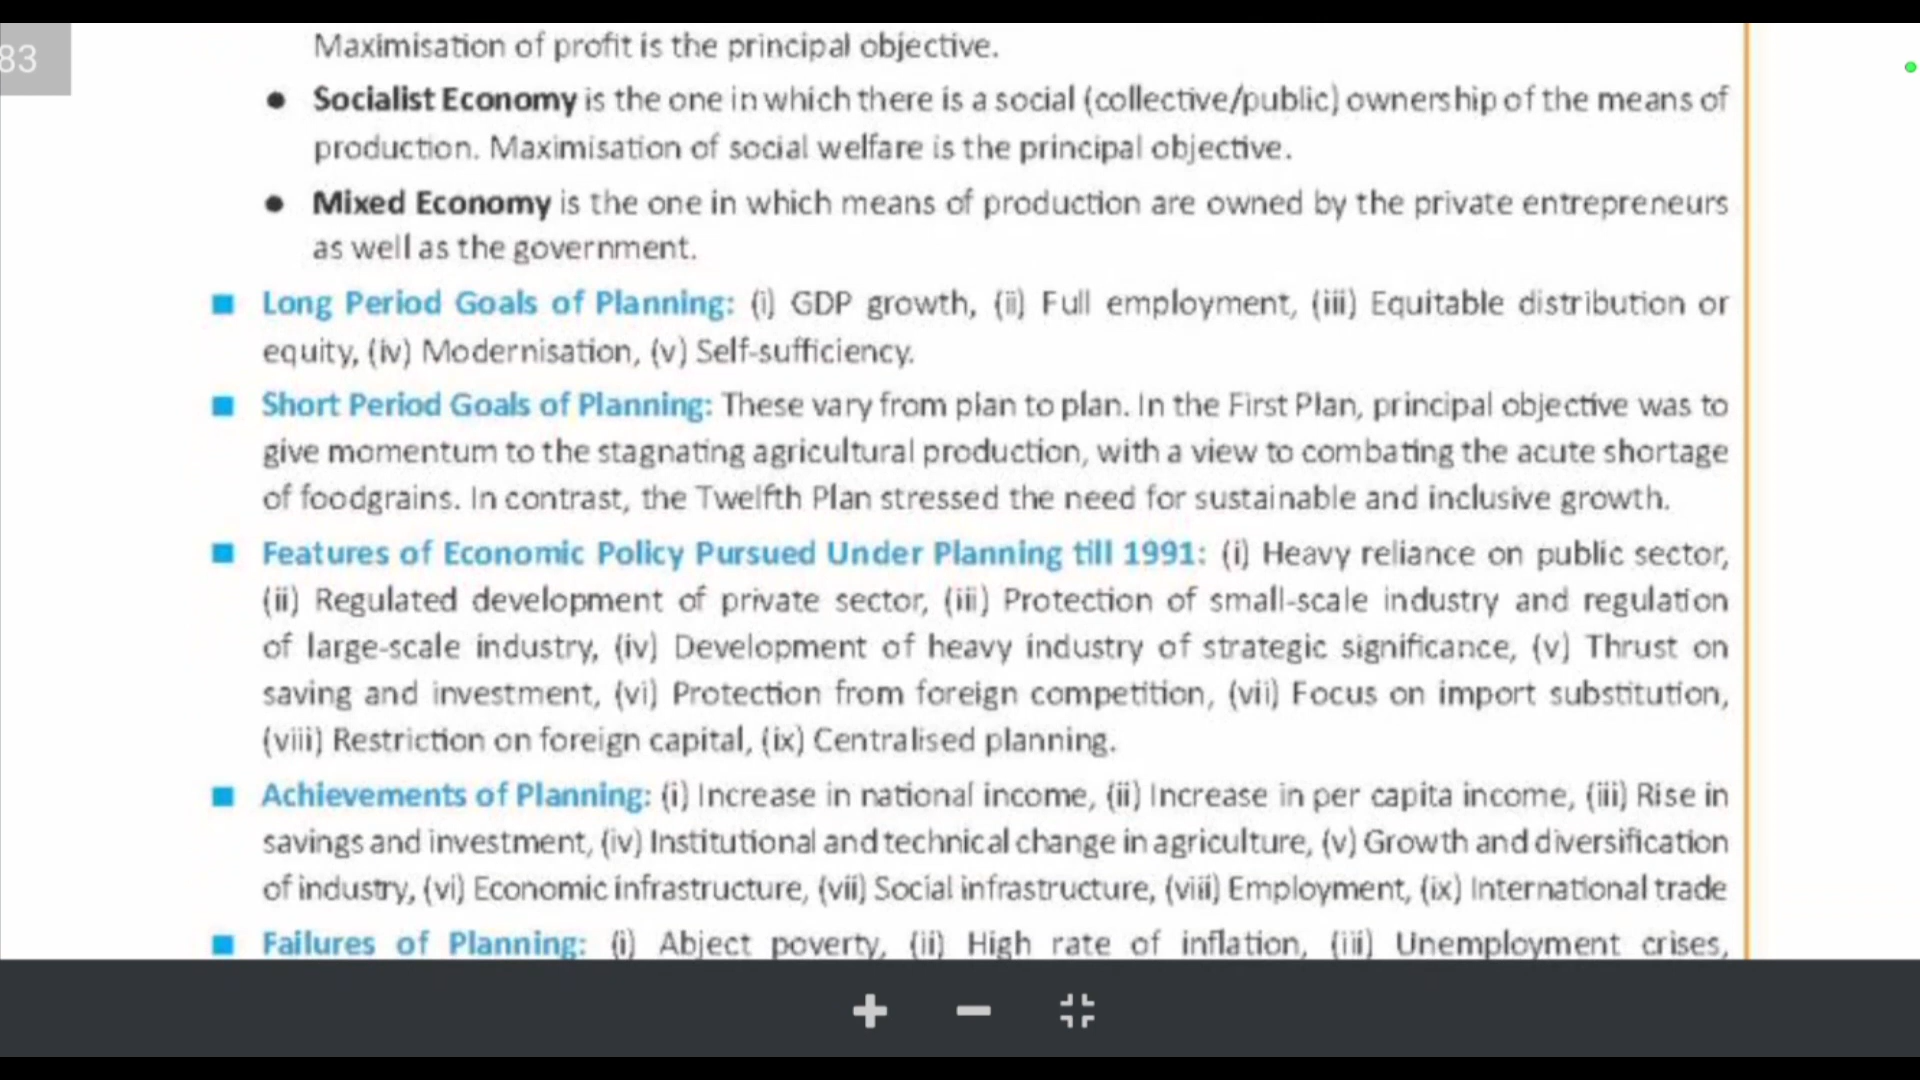 83
Maximisation of profit is the principal objective.
● Socialist Economy is the one in which there is a social (collective/public) ownership of the means of
production. Maximisation of social welfare is the principal objective.
● Mixed Economy is the one in which means of production are owned by the private entrepreneurs
as well as the government.
■ Long Period Goals of Planning: (i) GDP growth, (ii) Full employment, (iii) Equitable distribution or
equity, (iv) Modernisation, (v) Self-sufficiency.
■ Short Period Goals of Planning: These vary from plan to plan. In the First Plan, principal objective was to
give momentum to the stagnating agricultural production, with a view to combating the acute shortage
of foodgrains. In contrast, the Twelfth Plan stressed the need for sustainable and inclusive growth.
■ Features of Economic Policy Pursued Under Planning till 1991: (i) Heavy reliance on public sector,
(ii) Regulated development of private sector, (iii) Protection of small-scale industry and regulation
of large-scale industry, (iv) Development of heavy industry of strategic significance, (v) Thrust on
saving and investment, (vi) Protection from foreign competition, (vii) Focus on import substitution,
(viii) Restriction on foreign capital, (ix) Centralised planning.
■ Achievements of Planning: (i) Increase in national income, (ii) Increase in per capita income, (iii) Rise in
savings and investment, (iv) Institutional and technical change in agriculture, (v) Growth and diversification
of industry, (vi) Economic infrastructure, (vii) Social infrastructure, (viii) Employment, (ix) International trade
■ Failures of Planning: (i) Abject poverty, (ii) High rate of inflation, (iii) Unemployment crises,